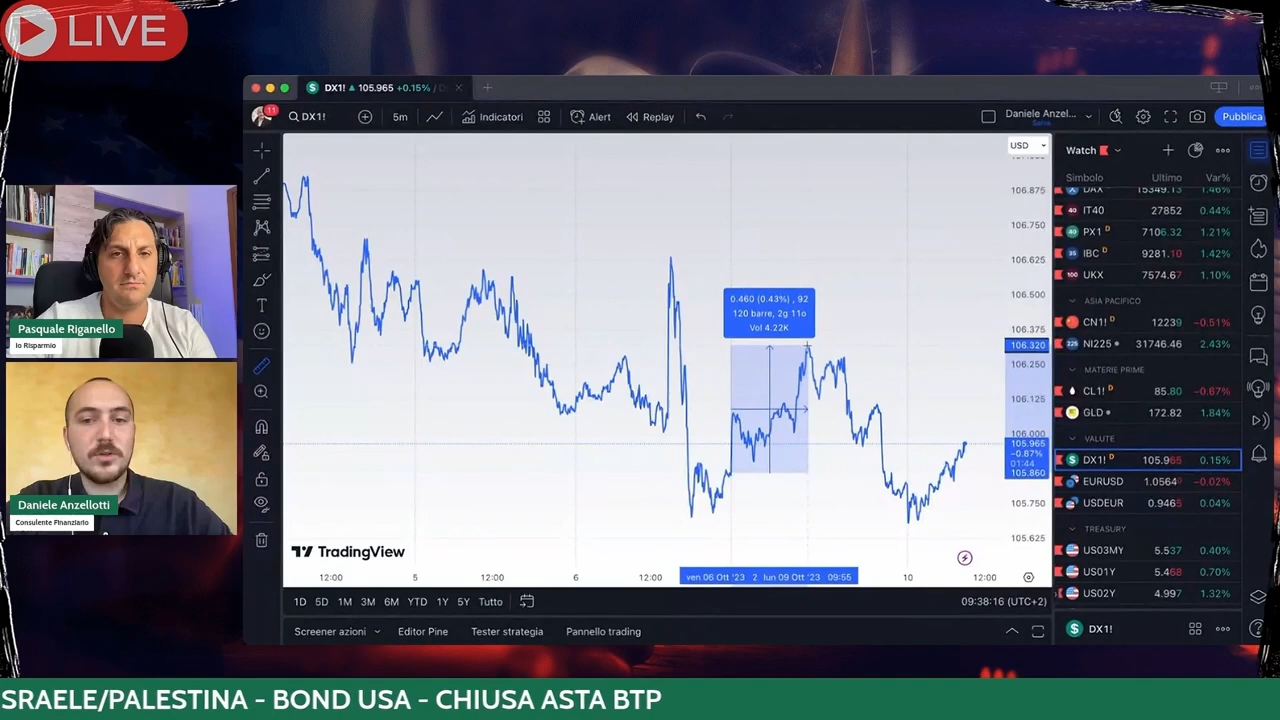 LIVE
DX1! 105.965 +0.15% / D
11
DX1!
5m
Indicatori
Alert
Replay
Daniele Anzel...
Salva
Pubblica
USD
Watch
Simbolo Ultimo Var%
DAX 15349.13 1.46%
IT40 27852 0.44%
PX1 D 7106.32 1.21%
IBC D 9281.10 1.42%
UKX 7574.67 1.10%
ASIA PACIFICO
CN1! D 12239 −0.51%
NI225 31746.46 2.43%
MATERIE PRIME
CL1! D 85.80 −0.67%
GLD 172.82 1.84%
VALUTE
DX1! D 105.965 0.15%
EURUSD 1.0564⁰ −0.02%
USDEUR 0.9465 0.04%
TREASURY
US03MY 5.537 0.40%
US01Y 5.468 0.70%
US02Y 4.997 1.32%
DX1!
106.875
106.750
106.625
106.500
106.375
106.320
106.250
106.125
106.000
105.965
−0.87%
01:44
105.860
105.750
105.625
0.460 (0.43%) , 92
120 barre, 2g 11o
Vol 4.22K
TradingView
12:00 5 12:00 6 12:00 ven 06 Ott '23 2 lun 09 Ott '23 09:55 10 12:00
1D 5D 1M 3M 6M YTD 1Y 5Y Tutto
09:38:16 (UTC+2)
Screener azioni Editor Pine Tester strategia Pannello trading
Pasquale Riganello
Io Risparmio
Daniele Anzellotti
Consulente Finanziario
SRAELE/PALESTINA - BOND USA - CHIUSA ASTA BTP